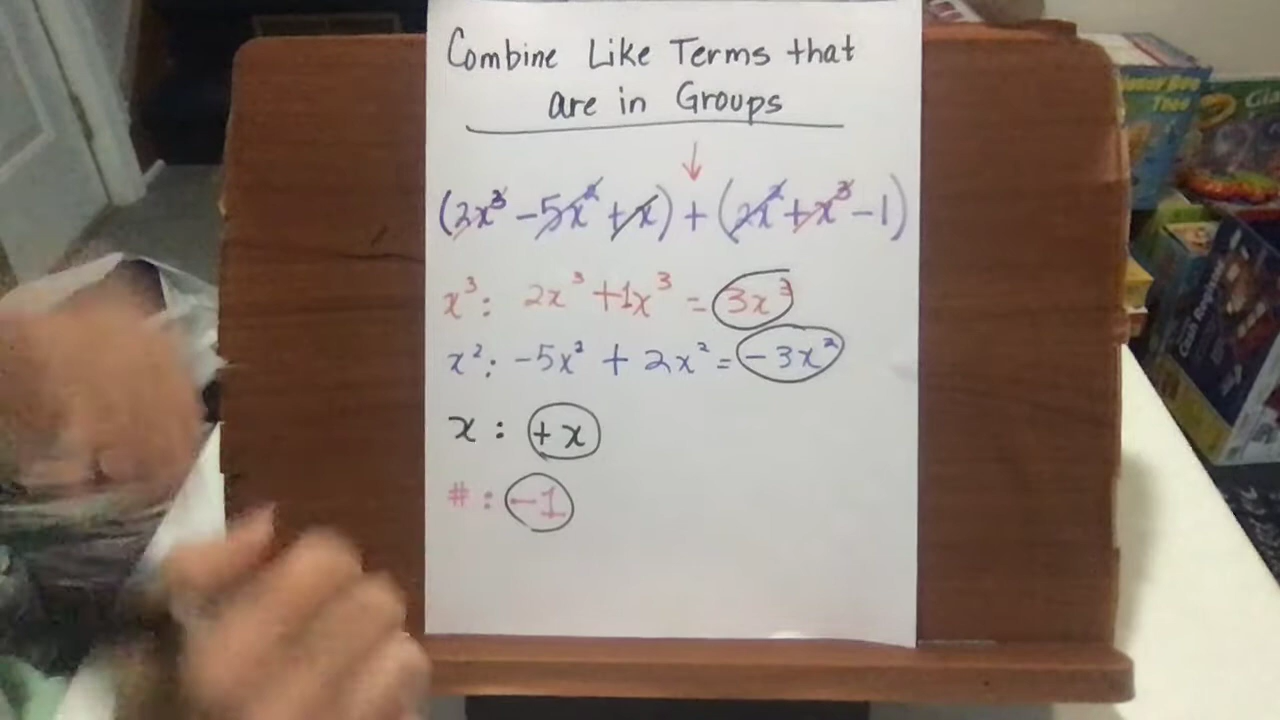 Combine Like Terms that
are in Groups
(2x³ -5x² +x) + (2x² +x³ -1)
x³: 2x³ +1x³ = 3x³
x²: -5x² + 2x² = -3x²
x : +x
# : -1